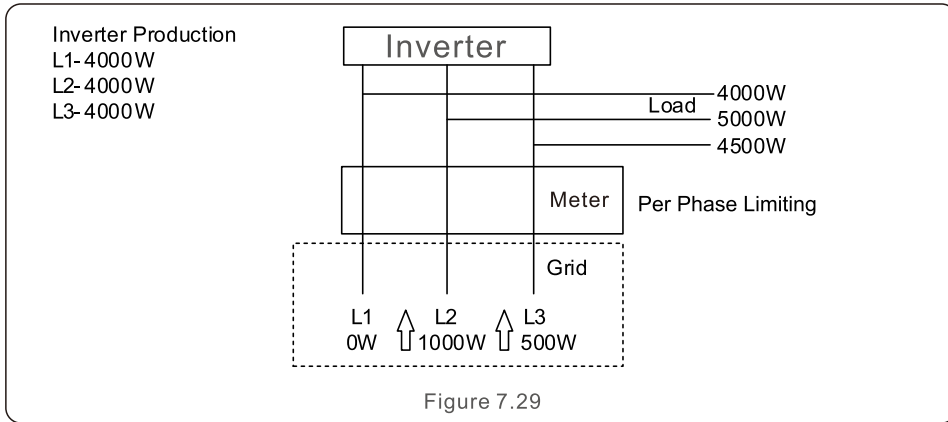 Inverter Production
L1-4000W
L2-4000W
L3-4000W
Inverter
4000W
Load
5000W
4500W
Meter
Per Phase Limiting
Grid
L1 L2 L3
0W 1000W 500W
Figure 7.29